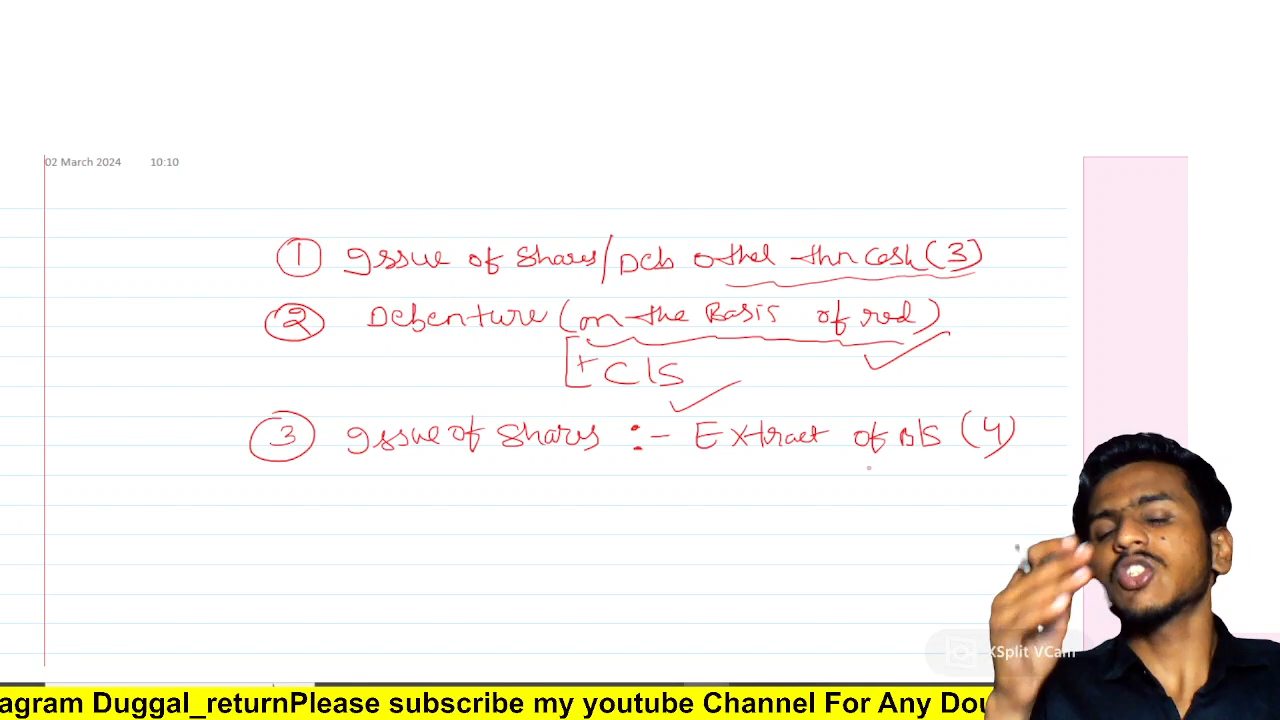 02 March 2024 10:10
① Issue of Shares/Deb other thn cash (3)
② Debenture (on the Basis of red)
[+ C/S
③ Issue of Shares :- Extract of B/S (4)
XSplit VCam
agram Duggal_returnPlease subscribe my youtube Channel For Any Dou